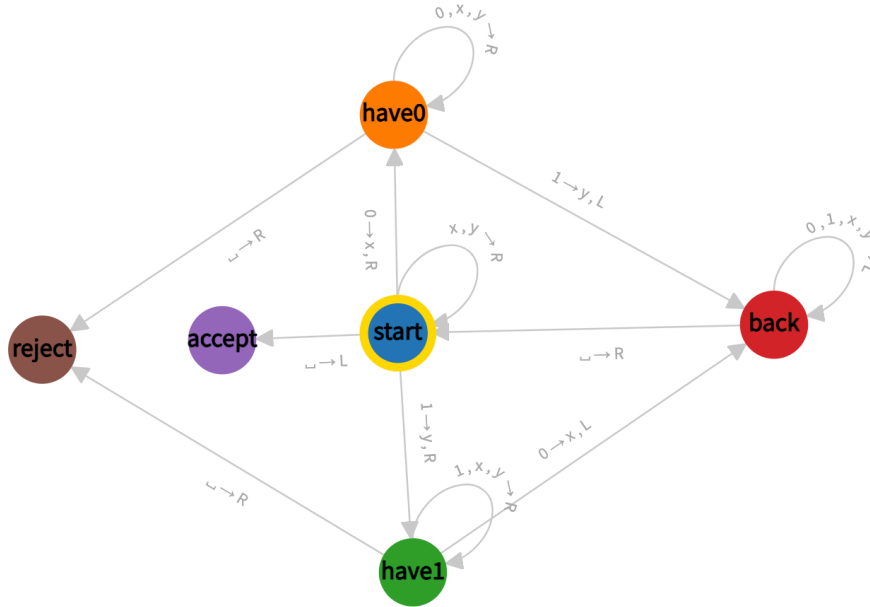 0,x,y→R
have0
1→y,L
␣→R
0→x,R
x,y→R
0,1,x,y→L
back
start
accept
reject
␣→L
␣→R
1→y,R
0→x,L
1,x,y→R
␣→R
have1